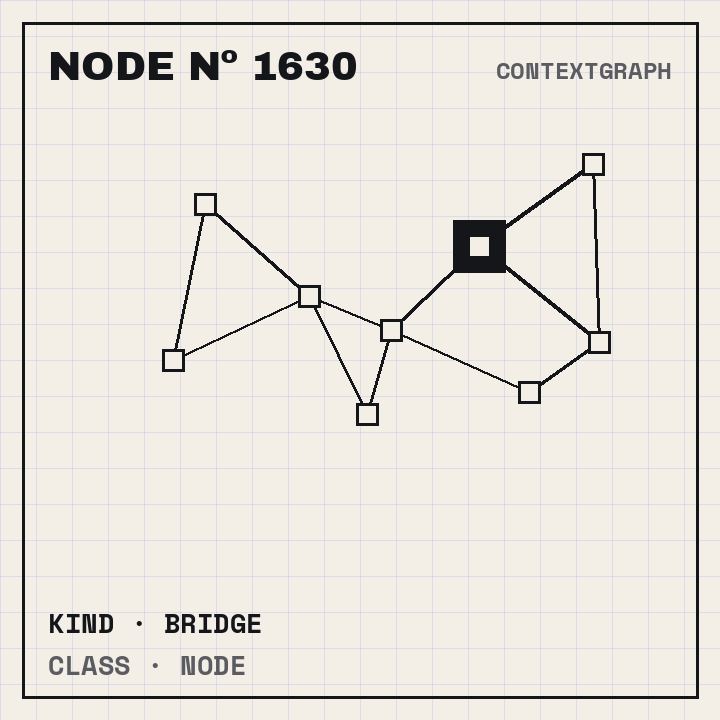 NODE Nº 1630
CONTEXTGRAPH
KIND · BRIDGE
CLASS · NODE